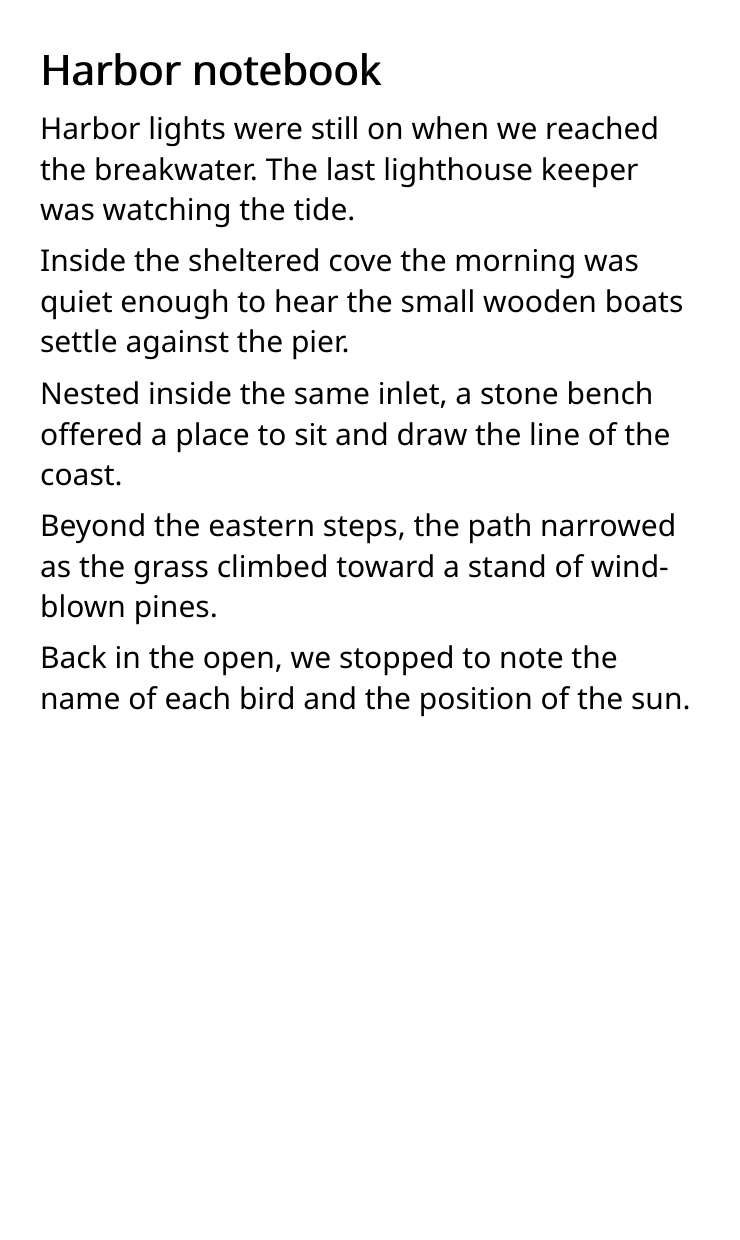 Harbor notebook
Harbor lights were still on when we reached
the breakwater. The last lighthouse keeper
was watching the tide.
Inside the sheltered cove the morning was
quiet enough to hear the small wooden boats
settle against the pier.
Nested inside the same inlet, a stone bench
offered a place to sit and draw the line of the
coast.
Beyond the eastern steps, the path narrowed
as the grass climbed toward a stand of wind-
blown pines.
Back in the open, we stopped to note the
name of each bird and the position of the sun.